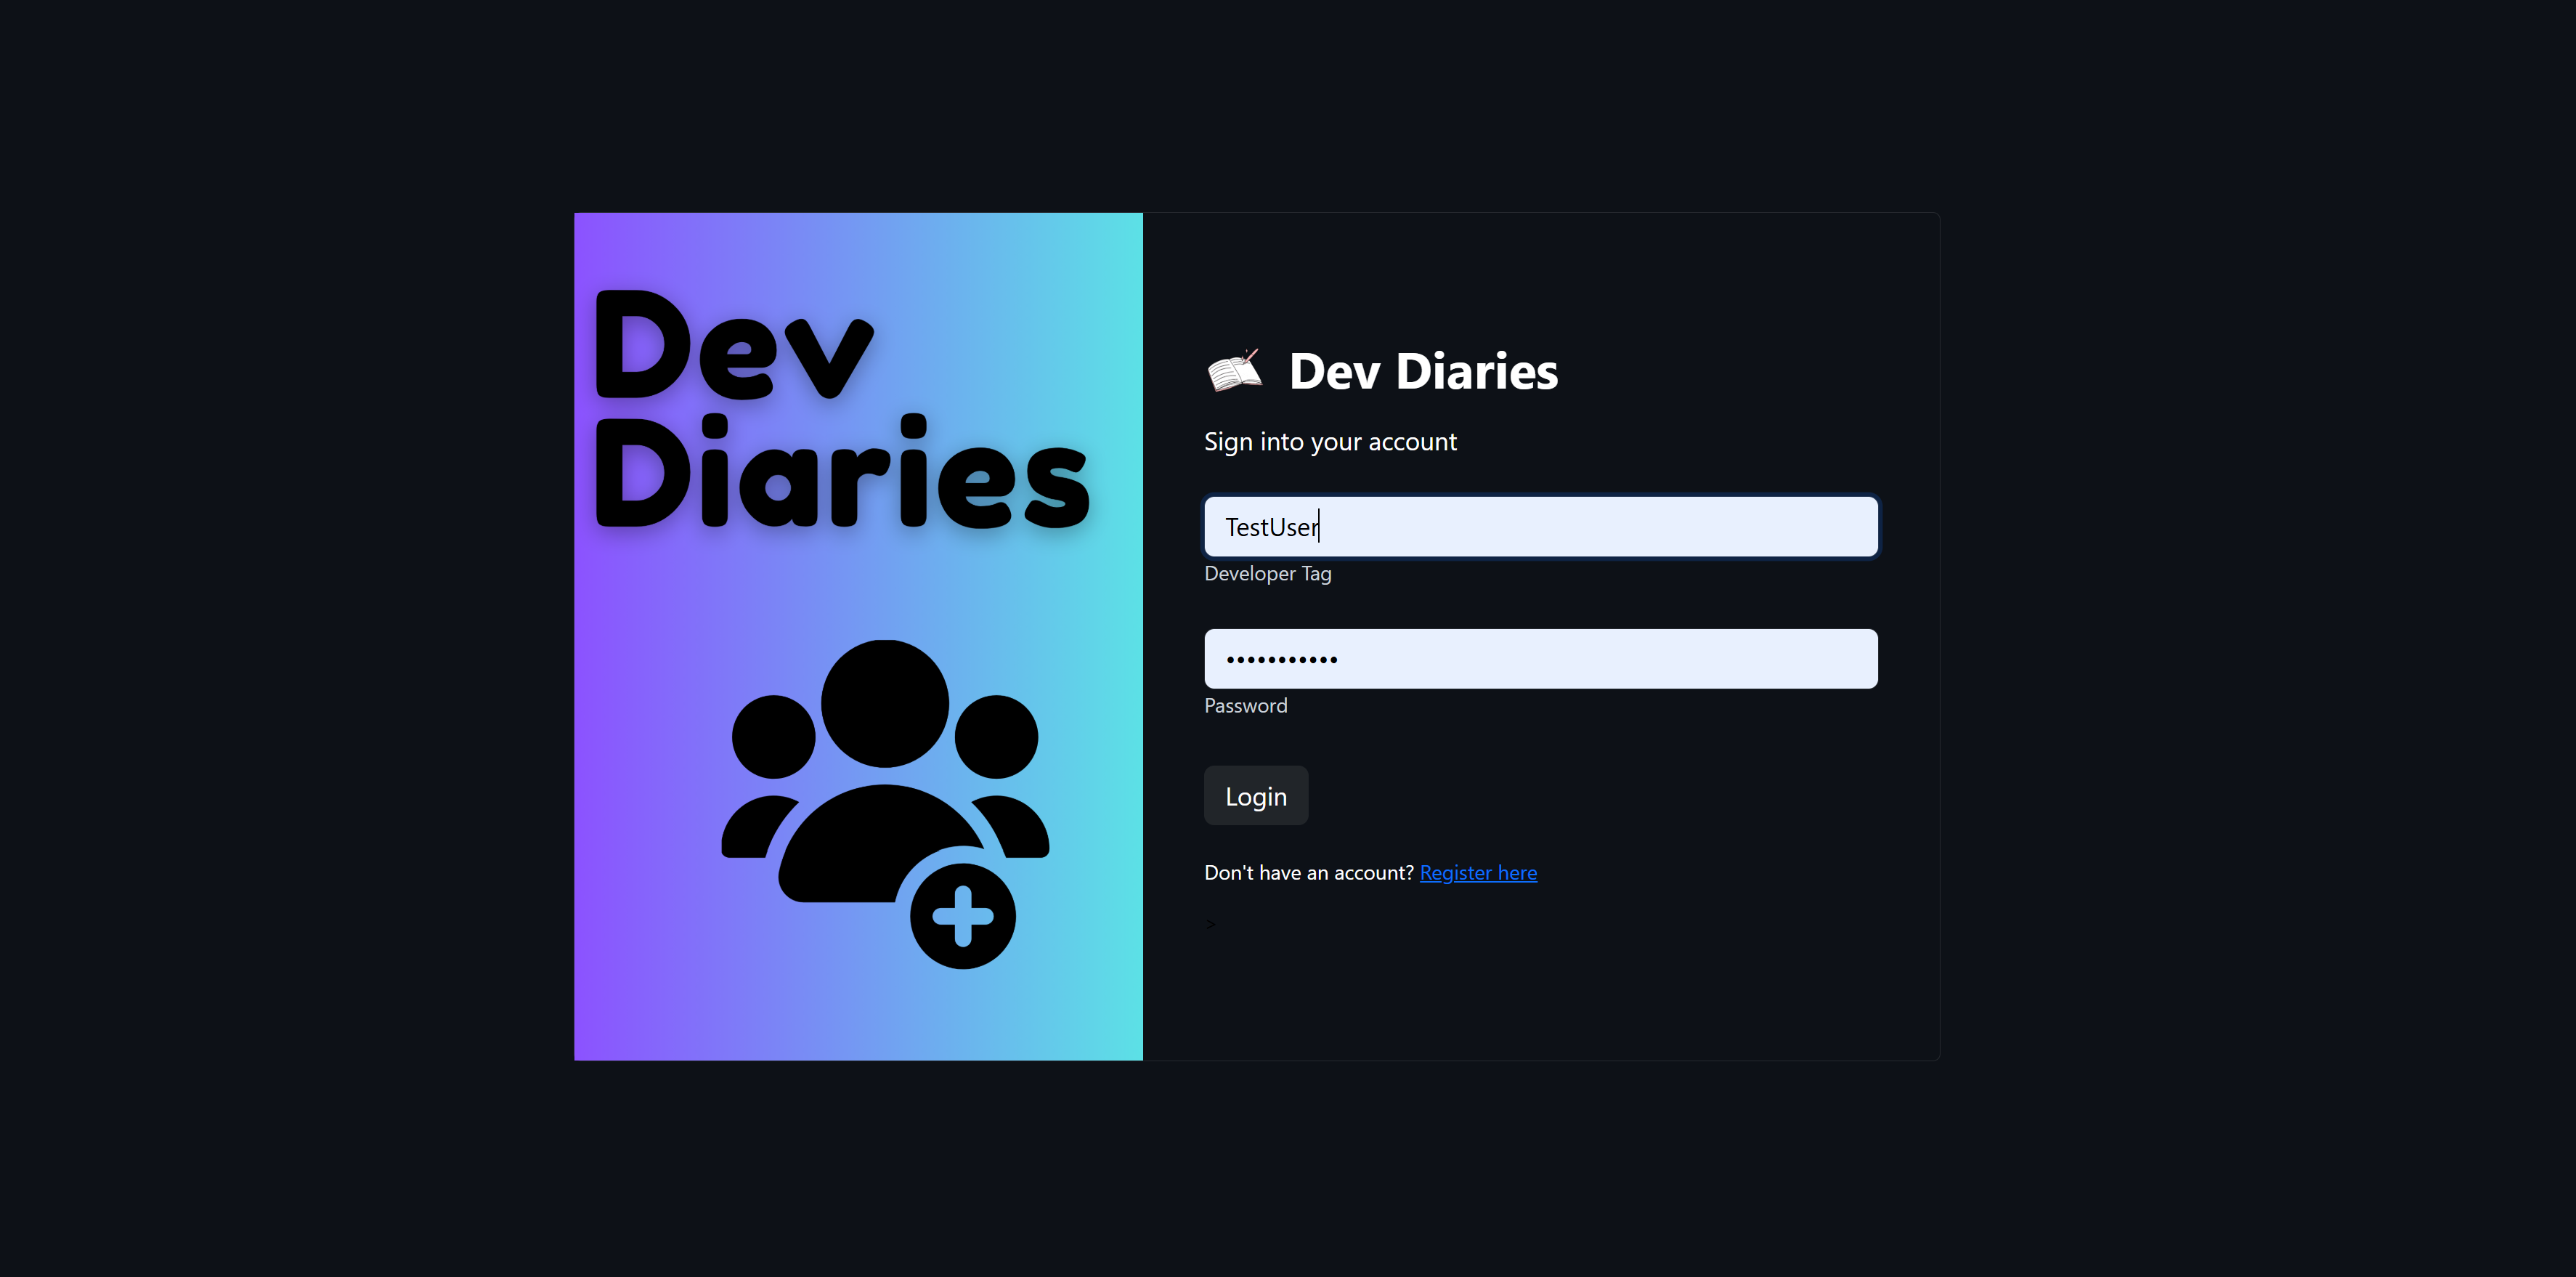 Dev
Diaries
Dev Diaries
Sign into your account
TestUser
Developer Tag
•••••••••••
Password
Login
Don't have an account? Register here
>